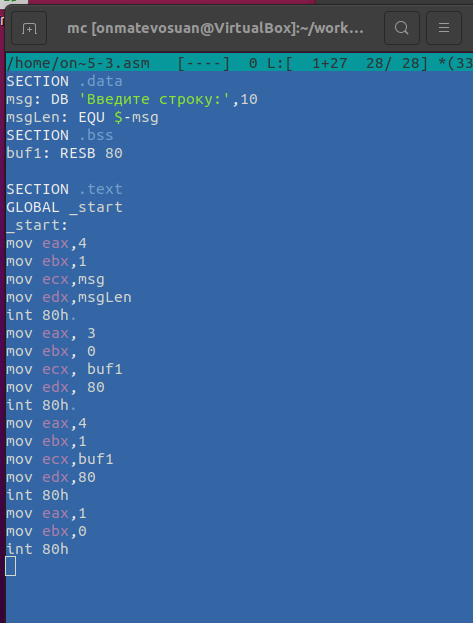 mc [onmatevosuan@VirtualBox]:~/work...
/home/on~5-3.asm [----] 0 L:[ 1+27 28/ 28] *(33
SECTION .data
msg: DB 'Введите строку:',10
msgLen: EQU $-msg
SECTION .bss
buf1: RESB 80
SECTION .text
GLOBAL _start
_start:
mov eax,4
mov ebx,1
mov ecx,msg
mov edx,msgLen
int 80h.
mov eax, 3
mov ebx, 0
mov ecx, buf1
mov edx, 80
int 80h.
mov eax,4
mov ebx,1
mov ecx,buf1
mov edx,80
int 80h
mov eax,1
mov ebx,0
int 80h